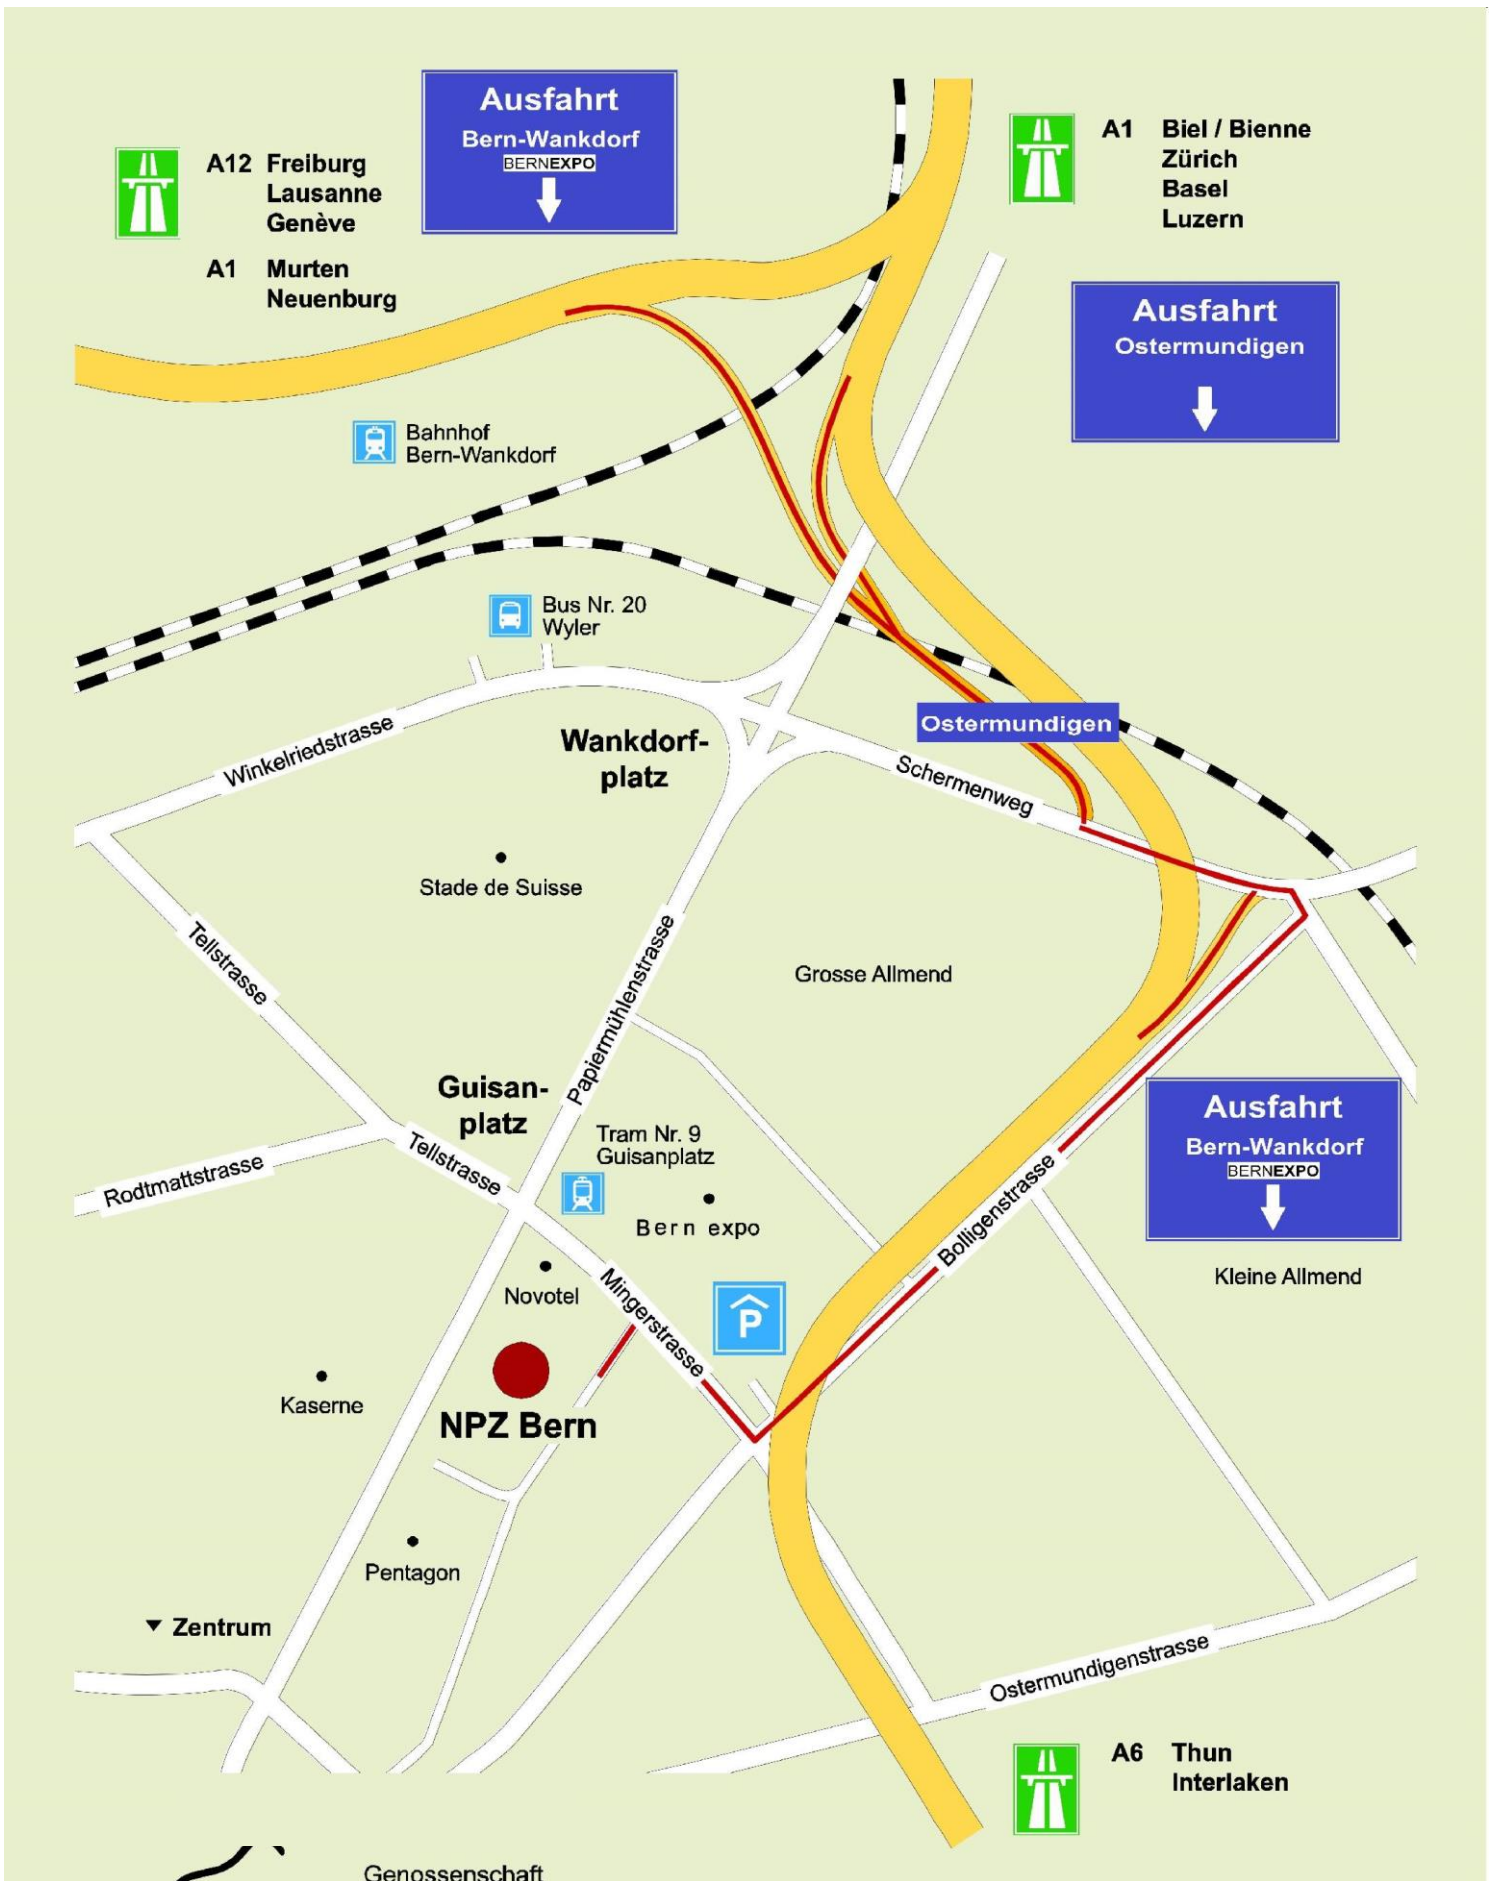 Ausfahrt
Bern-Wankdorf
BERNEXPO
A12 Freiburg
Lausanne
Genève
A1 Murten
Neuenburg
A1 Biel / Bienne
Zürich
Basel
Luzern
Ausfahrt
Ostermundigen
Bahnhof
Bern-Wankdorf
Bus Nr. 20
Wyler
Ostermundigen
Winkelriedstrasse
Wankdorf-
platz
Schermenweg
Stade de Suisse
Tellstrasse
Papiermühlenstrasse
Grosse Allmend
Guisan-
platz
Tram Nr. 9
Guisanplatz
Tellstrasse
Rodtmattstrasse
Bern expo
Bolligenstrasse
Ausfahrt
Bern-Wankdorf
BERNEXPO
Kleine Allmend
Novotel
Mingerstrasse
P
Kaserne
NPZ Bern
Pentagon
Zentrum
Ostermundigenstrasse
A6 Thun
Interlaken
Genossenschaft